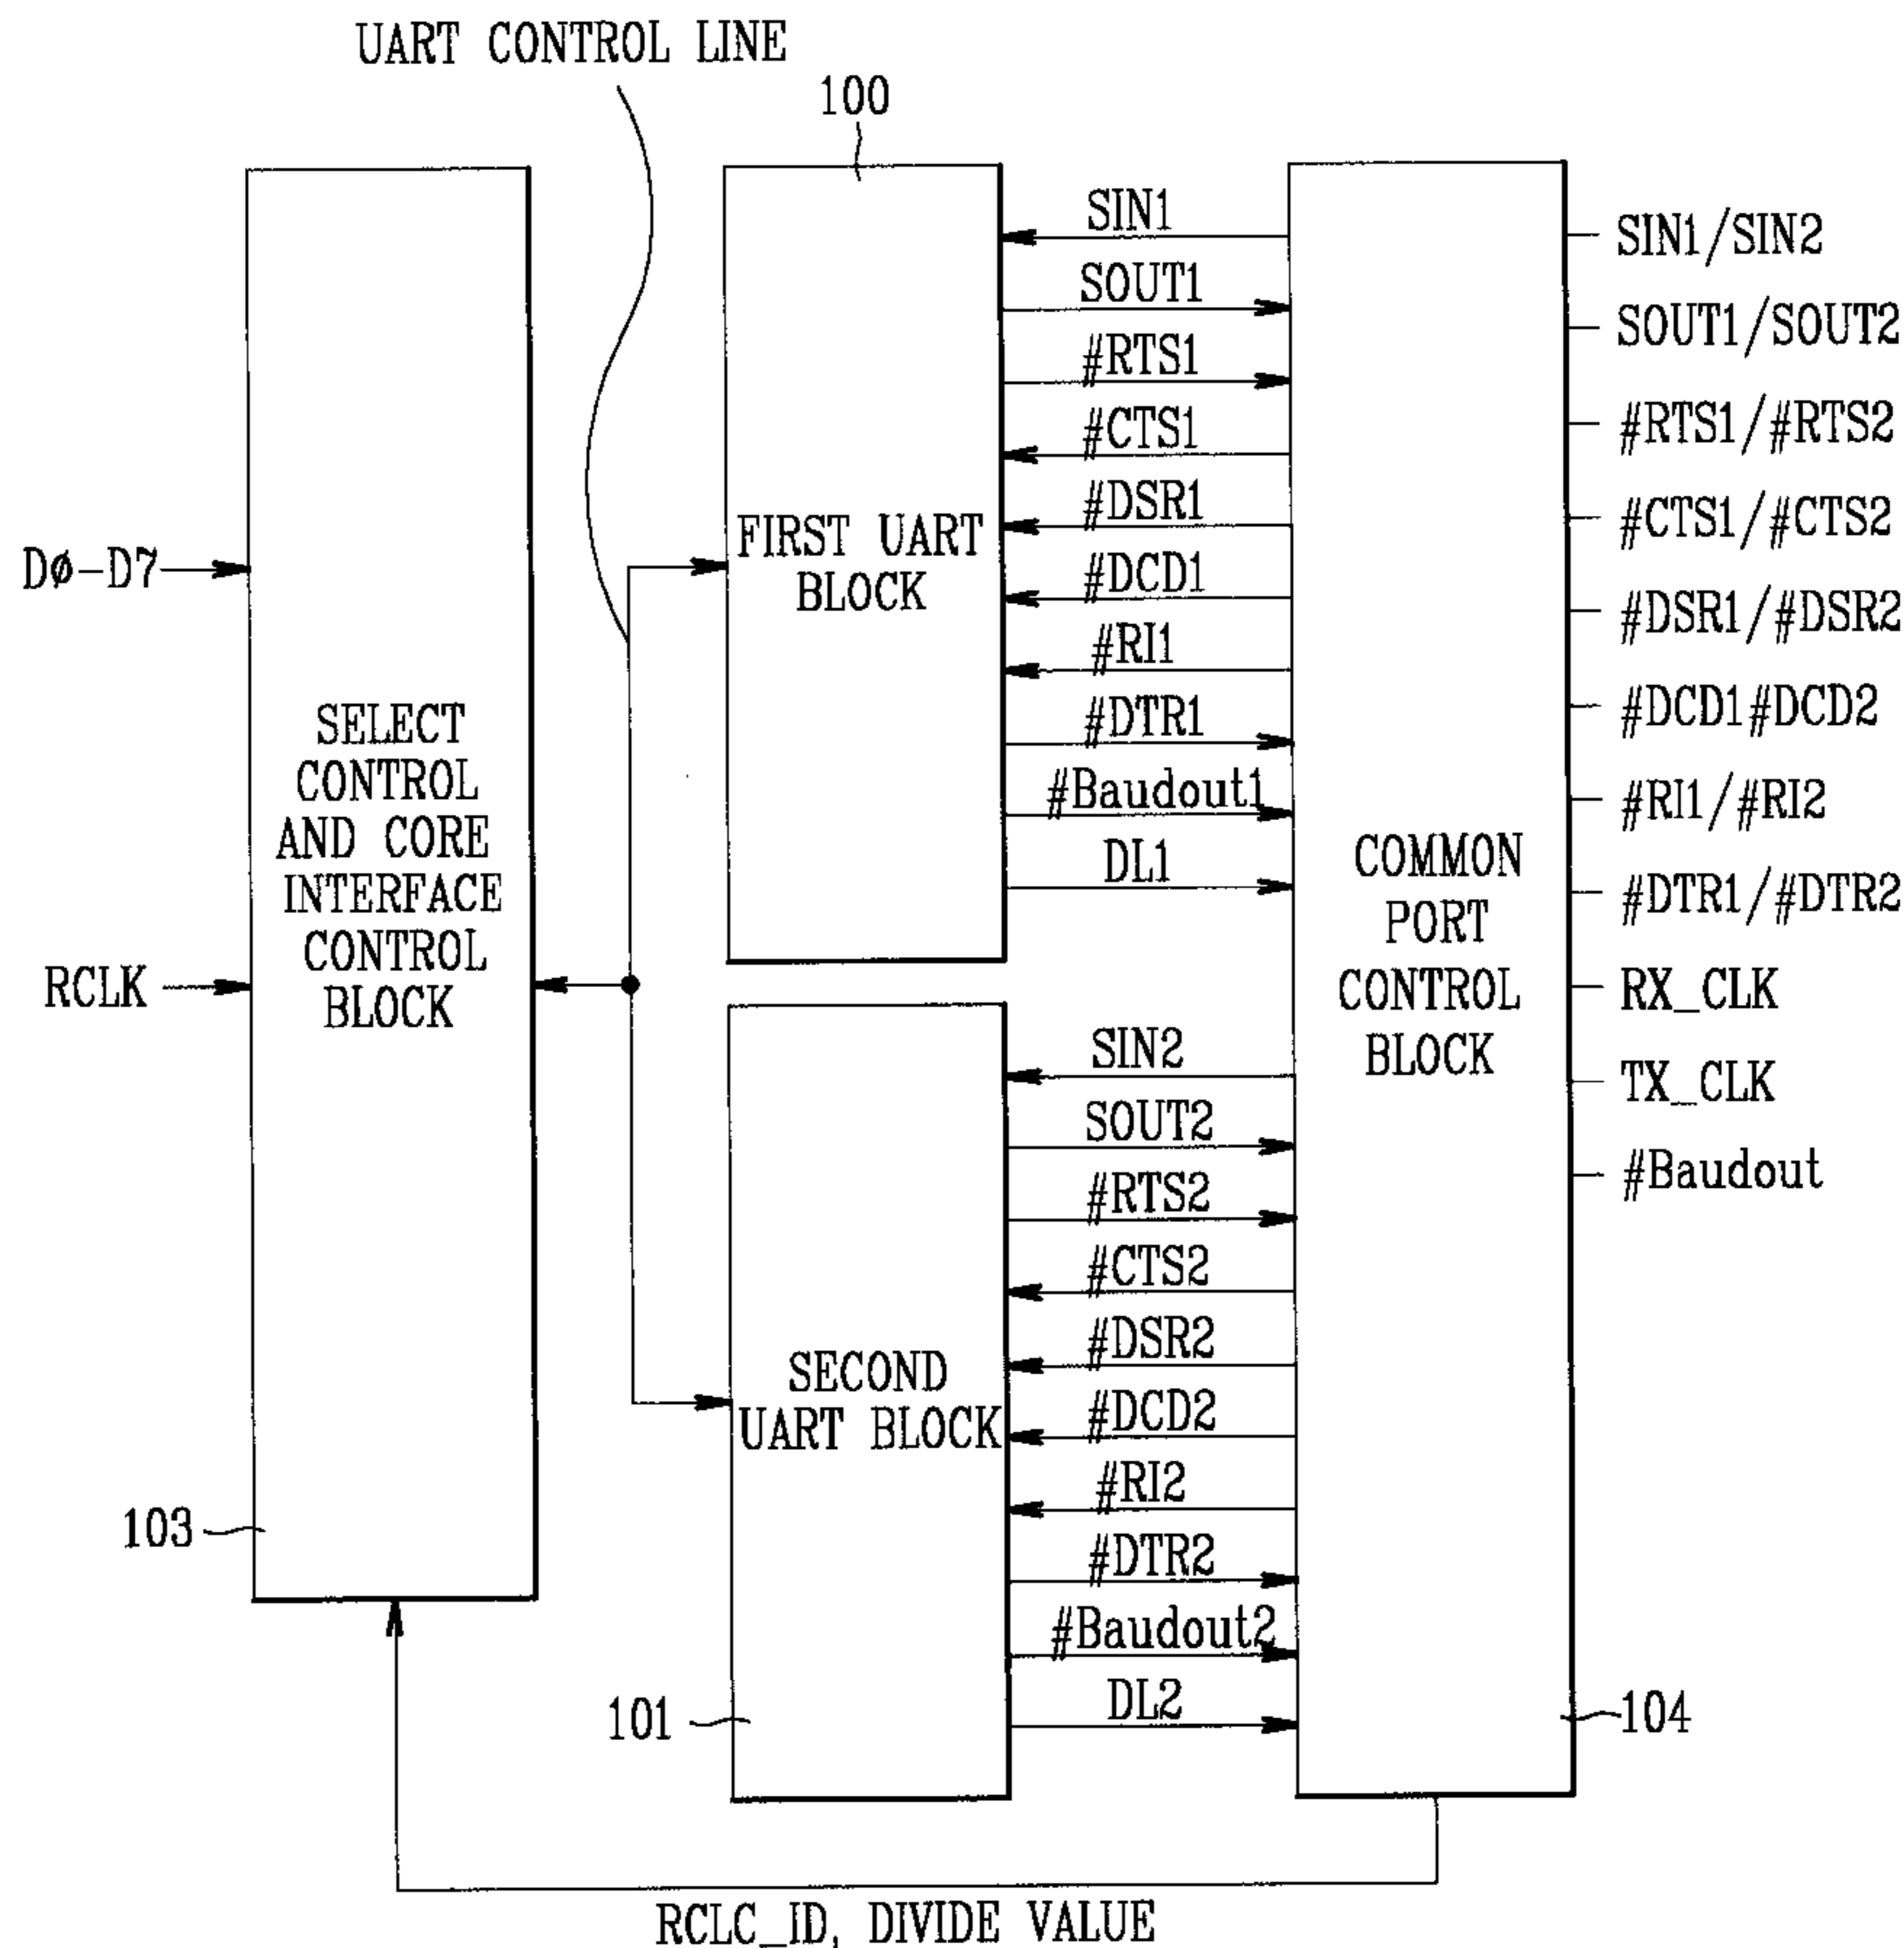 UART CONTROL LINE
100
SIN1
SOUT1
#RTS1
#CTS1
#DSR1
#DCD1
#RI1
#DTR1
#Baudout1
DL1
FIRST UART
BLOCK
DØ-D7
RCLK
SELECT
CONTROL
AND CORE
INTERFACE
CONTROL
BLOCK
103
SIN2
SOUT2
#RTS2
#CTS2
#DSR2
#DCD2
#RI2
#DTR2
#Baudout2
DL2
SECOND
UART BLOCK
101
COMMON
PORT
CONTROL
BLOCK
104
SIN1/SIN2
SOUT1/SOUT2
#RTS1/#RTS2
#CTS1/#CTS2
#DSR1/#DSR2
#DCD1#DCD2
#RI1/#RI2
#DTR1/#DTR2
RX_CLK
TX_CLK
#Baudout
RCLC_ID, DIVIDE VALUE